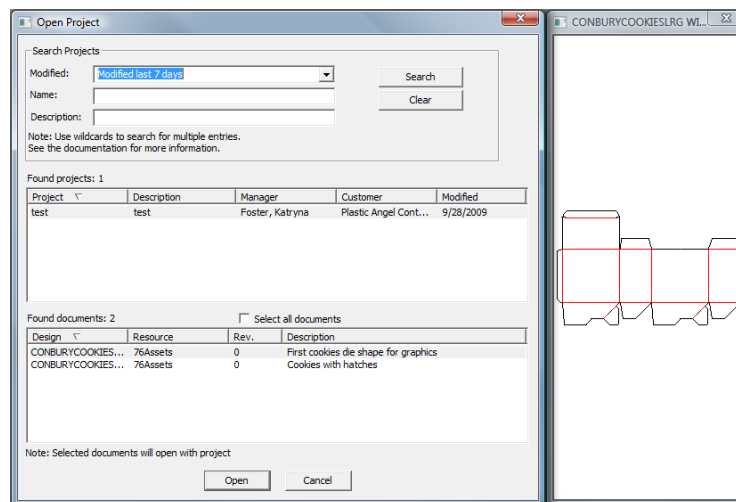 Open Project
CONBURYCOOKIESLRG WI...
Search Projects
Modified: Modified last 7 days
Search
Name:
Clear
Description:
Note: Use wildcards to search for multiple entries.
See the documentation for more information.
Found projects: 1
Project Description Manager Customer Modified
test test Foster, Katryna Plastic Angel Cont... 9/28/2009
Found documents: 2 Select all documents
Design Resource Rev. Description
CONBURYCOOKIES... 76Assets 0 First cookies die shape for graphics
CONBURYCOOKIES... 76Assets 0 Cookies with hatches
Note: Selected documents will open with project
Open Cancel